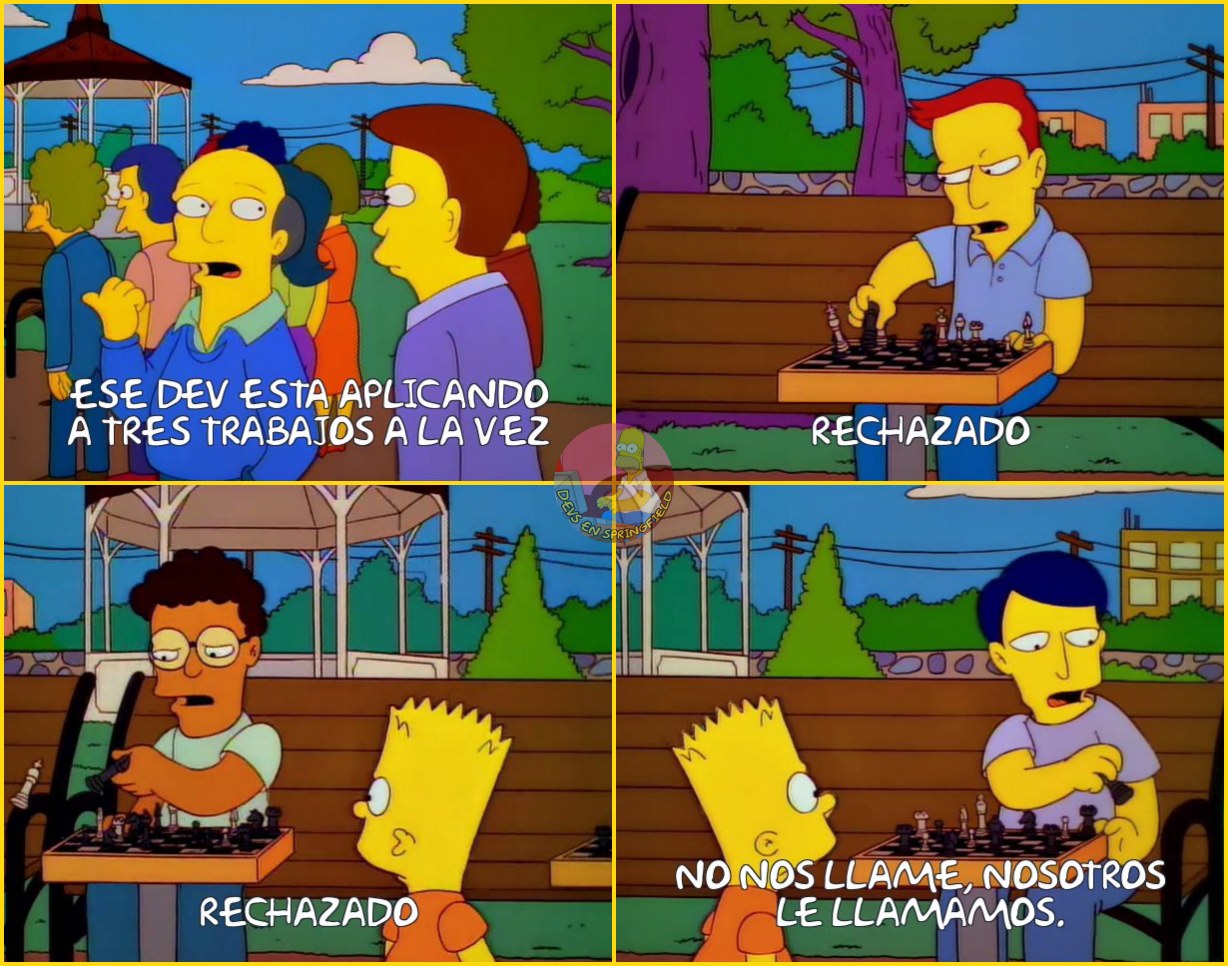 ESE DEV ESTA APLICANDO
A TRES TRABAJOS A LA VEZ
RECHAZADO
DEVS EN SPRINGFIELD
RECHAZADO
NO NOS LLAME, NOSOTROS
LE LLAMAMOS.